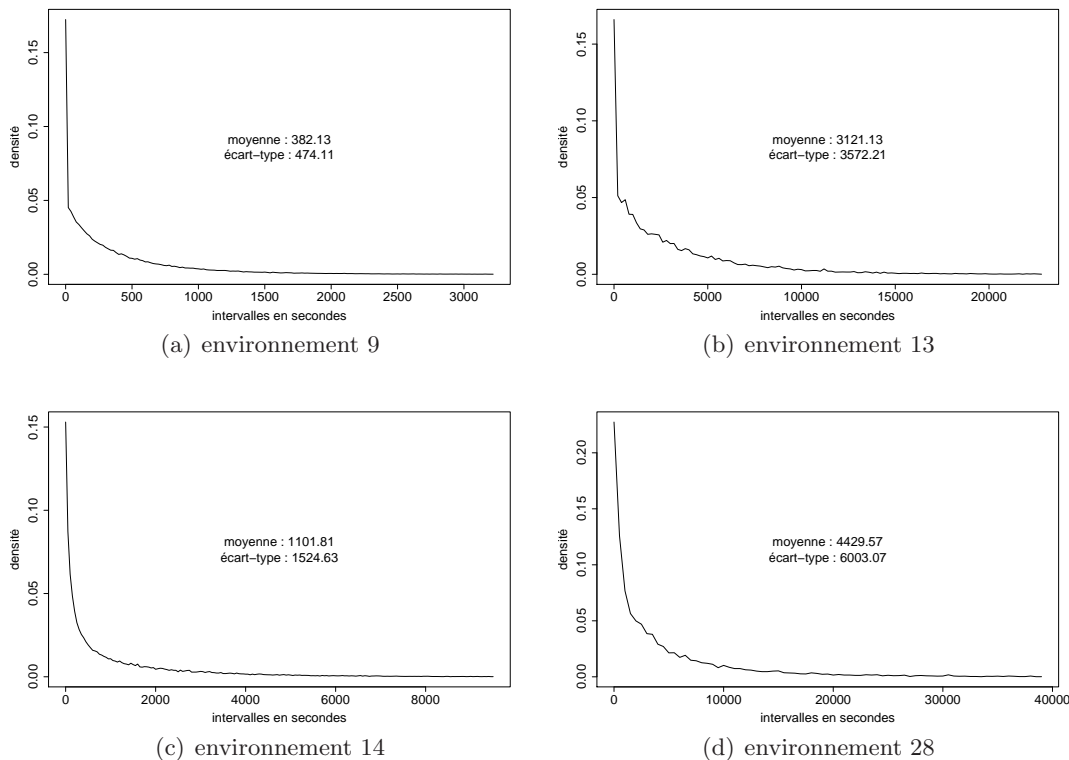 densité
0.15
0.10
0.05
0.00
moyenne : 382.13
écart−type : 474.11
0 500 1000 1500 2000 2500 3000
intervalles en secondes
(a) environnement 9
densité
0.15
0.10
0.05
0.00
moyenne : 3121.13
écart−type : 3572.21
0 5000 10000 15000 20000
intervalles en secondes
(b) environnement 13
densité
0.15
0.10
0.05
0.00
moyenne : 1101.81
écart−type : 1524.63
0 2000 4000 6000 8000
intervalles en secondes
(c) environnement 14
densité
0.20
0.15
0.10
0.05
0.00
moyenne : 4429.57
écart−type : 6003.07
0 10000 20000 30000 40000
intervalles en secondes
(d) environnement 28